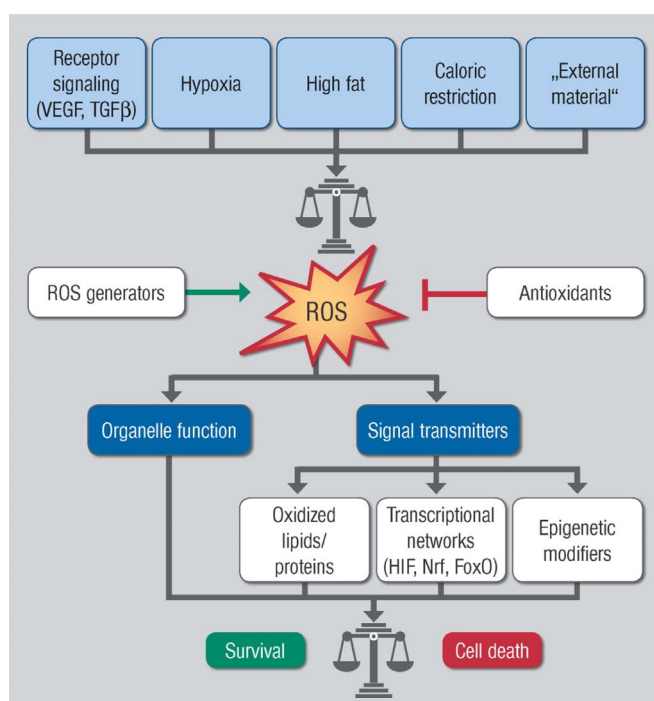 Receptor
signaling
(VEGF, TGFβ)
Hypoxia
High fat
Caloric
restriction
„External
material“
ROS generators
ROS
Antioxidants
Organelle function
Signal transmitters
Oxidized
lipids/
proteins
Transcriptional
networks
(HIF, Nrf, FoxO)
Epigenetic
modifiers
Survival
Cell death